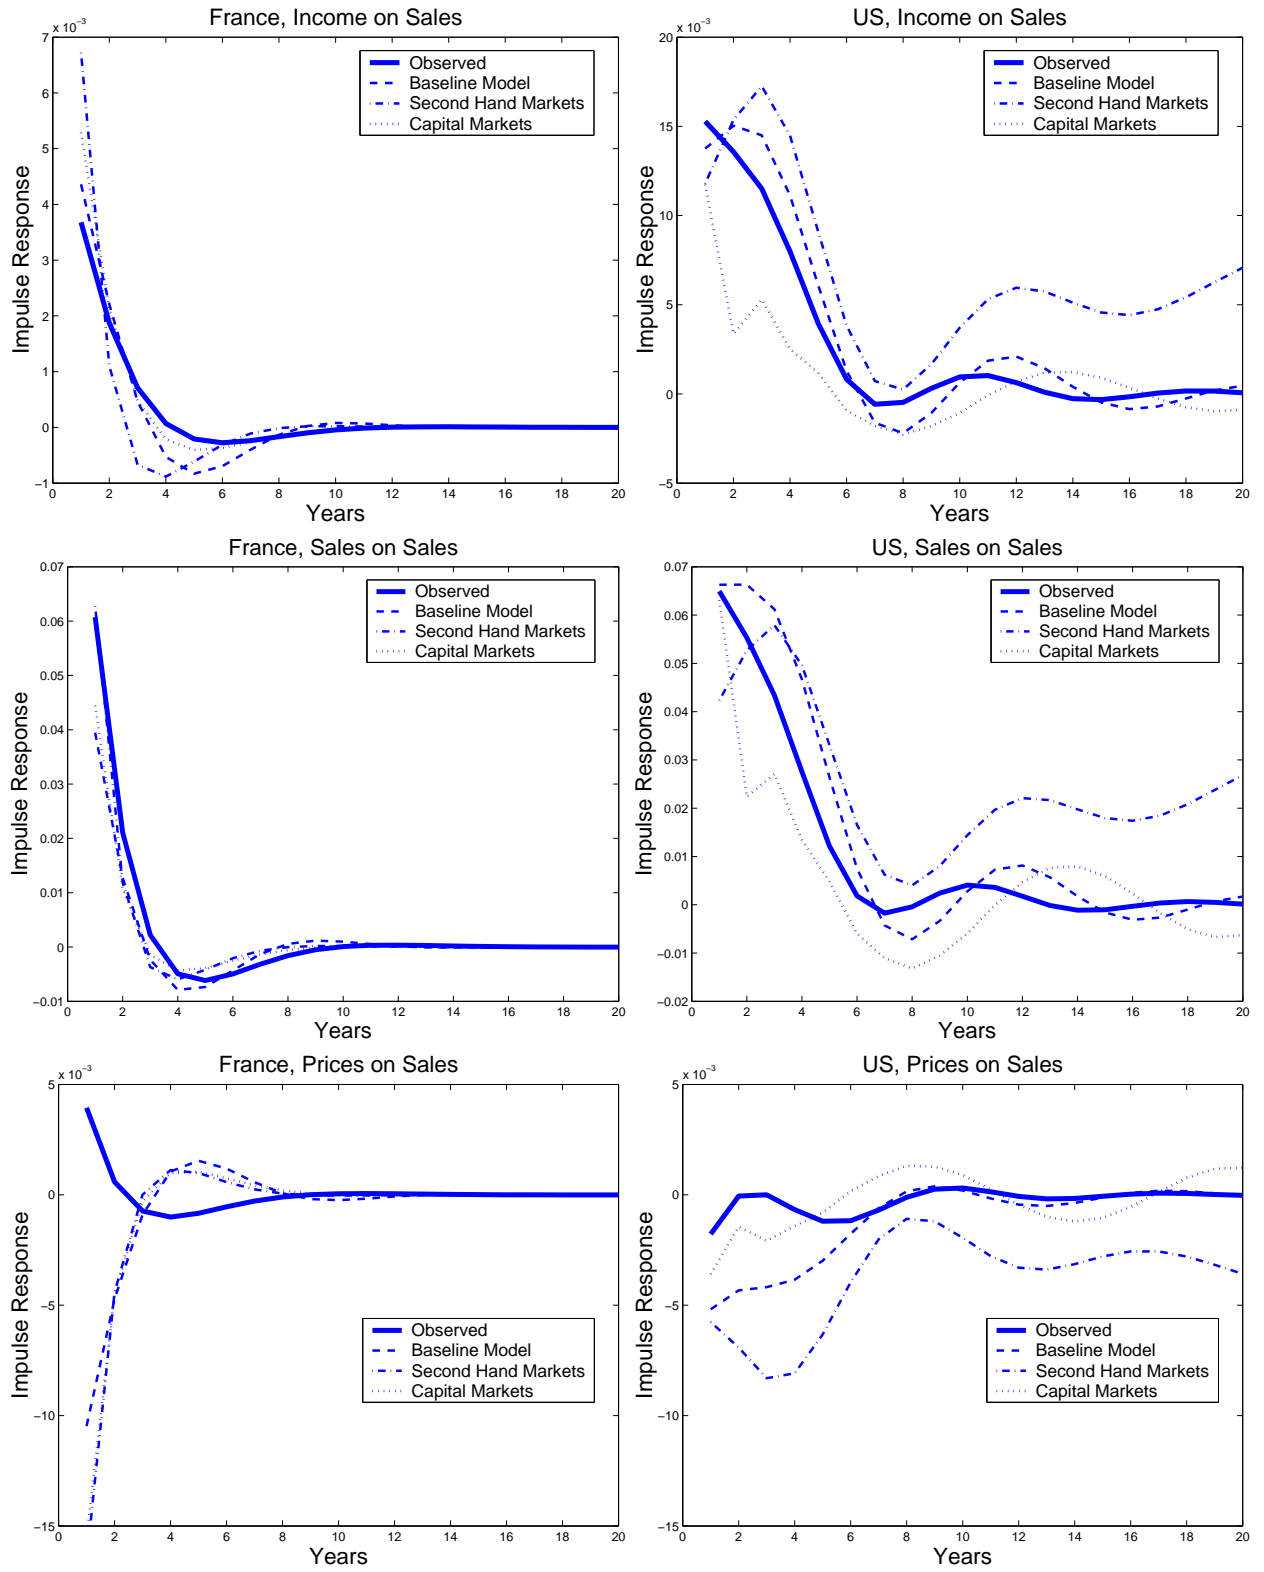 France, Income on Sales
x 10⁻³
7
6
5
4
3
2
1
0
−1
0 2 4 6 8 10 12 14 16 18 20
Impulse Response
Years
Observed
Baseline Model
Second Hand Markets
Capital Markets
US, Income on Sales
x 10⁻³
20
15
10
5
0
−5
0 2 4 6 8 10 12 14 16 18 20
Impulse Response
Years
Observed
Baseline Model
Second Hand Markets
Capital Markets
France, Sales on Sales
0.07
0.06
0.05
0.04
0.03
0.02
0.01
0
−0.01
0 2 4 6 8 10 12 14 16 18 20
Impulse Response
Years
Observed
Baseline Model
Second Hand Markets
Capital Markets
US, Sales on Sales
0.07
0.06
0.05
0.04
0.03
0.02
0.01
0
−0.01
−0.02
0 2 4 6 8 10 12 14 16 18 20
Impulse Response
Years
Observed
Baseline Model
Second Hand Markets
Capital Markets
France, Prices on Sales
x 10⁻³
5
0
−5
−10
−15
0 2 4 6 8 10 12 14 16 18 20
Impulse Response
Years
Observed
Baseline Model
Second Hand Markets
Capital Markets
US, Prices on Sales
x 10⁻³
5
0
−5
−10
−15
0 2 4 6 8 10 12 14 16 18 20
Impulse Response
Years
Observed
Baseline Model
Second Hand Markets
Capital Markets